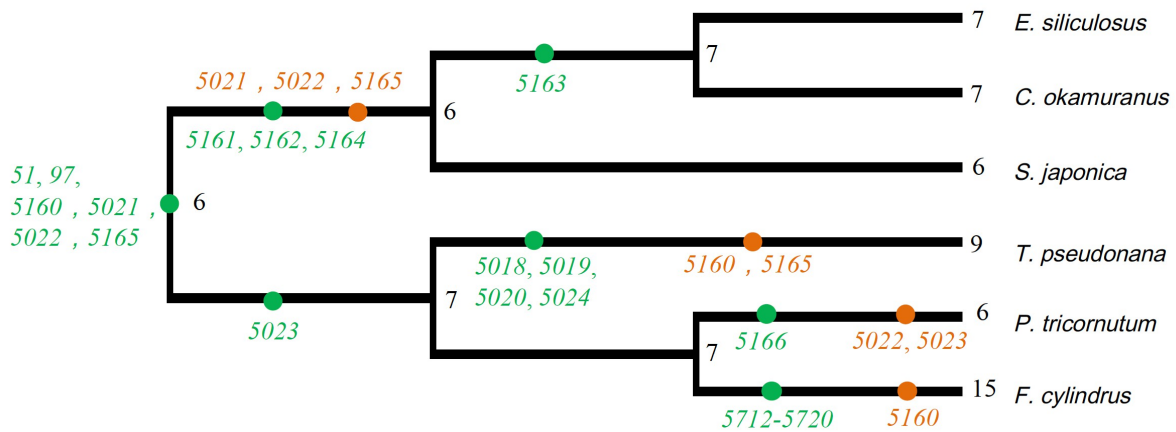 7 E. siliculosus
5021 , 5022 , 5165
5163
7
7 C. okamuranus
6
5161, 5162, 5164
51, 97,
5160 , 5021 ,
5022 , 5165
6
6 S. japonica
9 T. pseudonana
5018, 5019,
5020, 5024
5160 , 5165
5023
7
6 P. tricornutum
5166
5022, 5023
7
15 F. cylindrus
5712-5720
5160